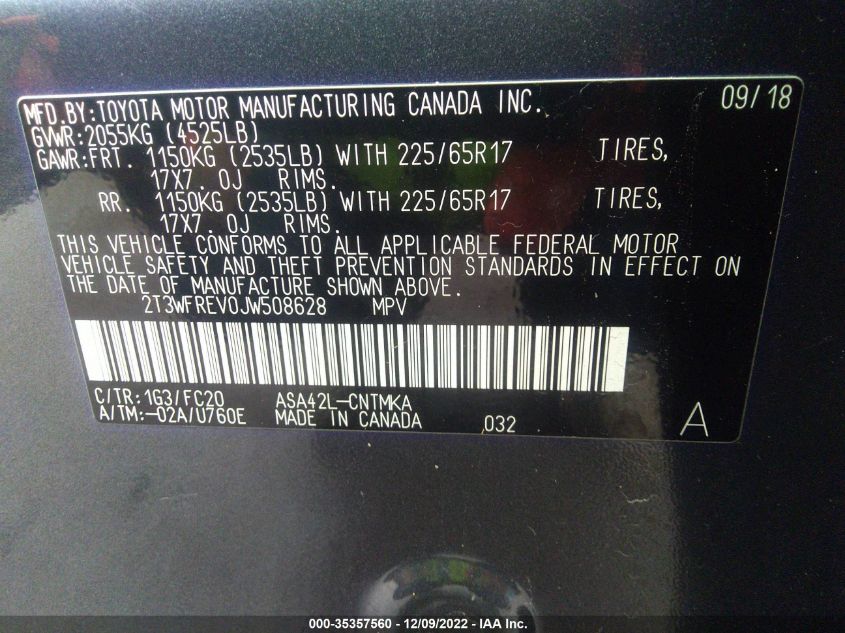 MFD.BY:TOYOTA MOTOR MANUFACTURING CANADA INC. 09/18
GVWR:2055KG (4525LB)
GAWR:FRT. 1150KG (2535LB) WITH 225/65R17 TIRES,
17X7.0J RIMS.
RR. 1150KG (2535LB) WITH 225/65R17 TIRES,
17X7.0J RIMS.
THIS VEHICLE CONFORMS TO ALL APPLICABLE FEDERAL MOTOR
VEHICLE SAFETY AND THEFT PREVENTION STANDARDS IN EFFECT ON
THE DATE OF MANUFACTURE SHOWN ABOVE.
2T3WFREV0JW508628 MPV
C/TR:1G3/FC20 ASA42L-CNTMKA
A/TM:-02A/U760E MADE IN CANADA 032 A
000-35357560 - 12/09/2022 - IAA Inc.